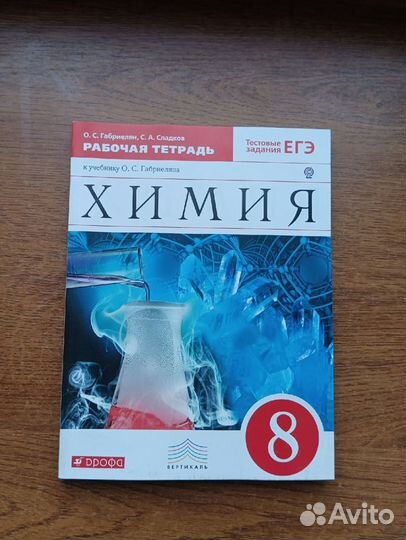 О. С. Габриелян, С. А. Сладков
РАБОЧАЯ ТЕТРАДЬ
Тестовые
задания ЕГЭ
к учебнику О. С. Габриеляна
ХИМИЯ
8
ДРОФА
ВЕРТИКАЛЬ
Avito